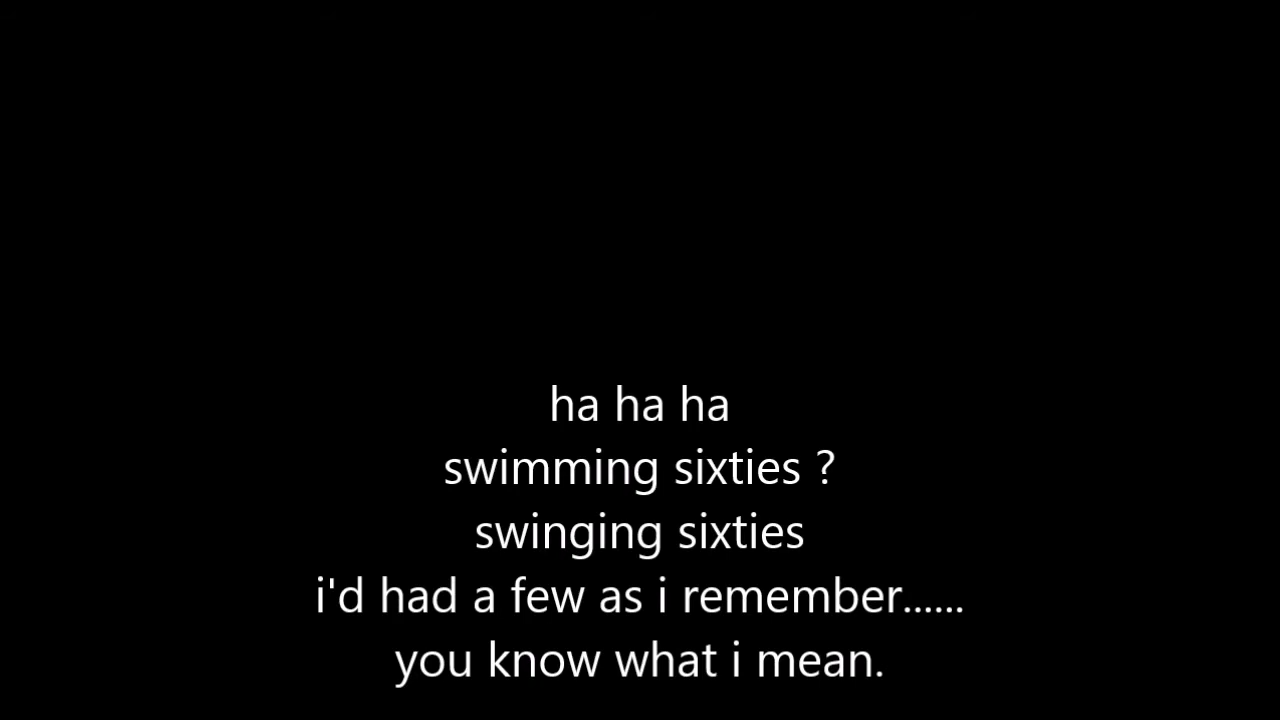 ha ha ha
swimming sixties ?
swinging sixties
i'd had a few as i remember......
you know what i mean.